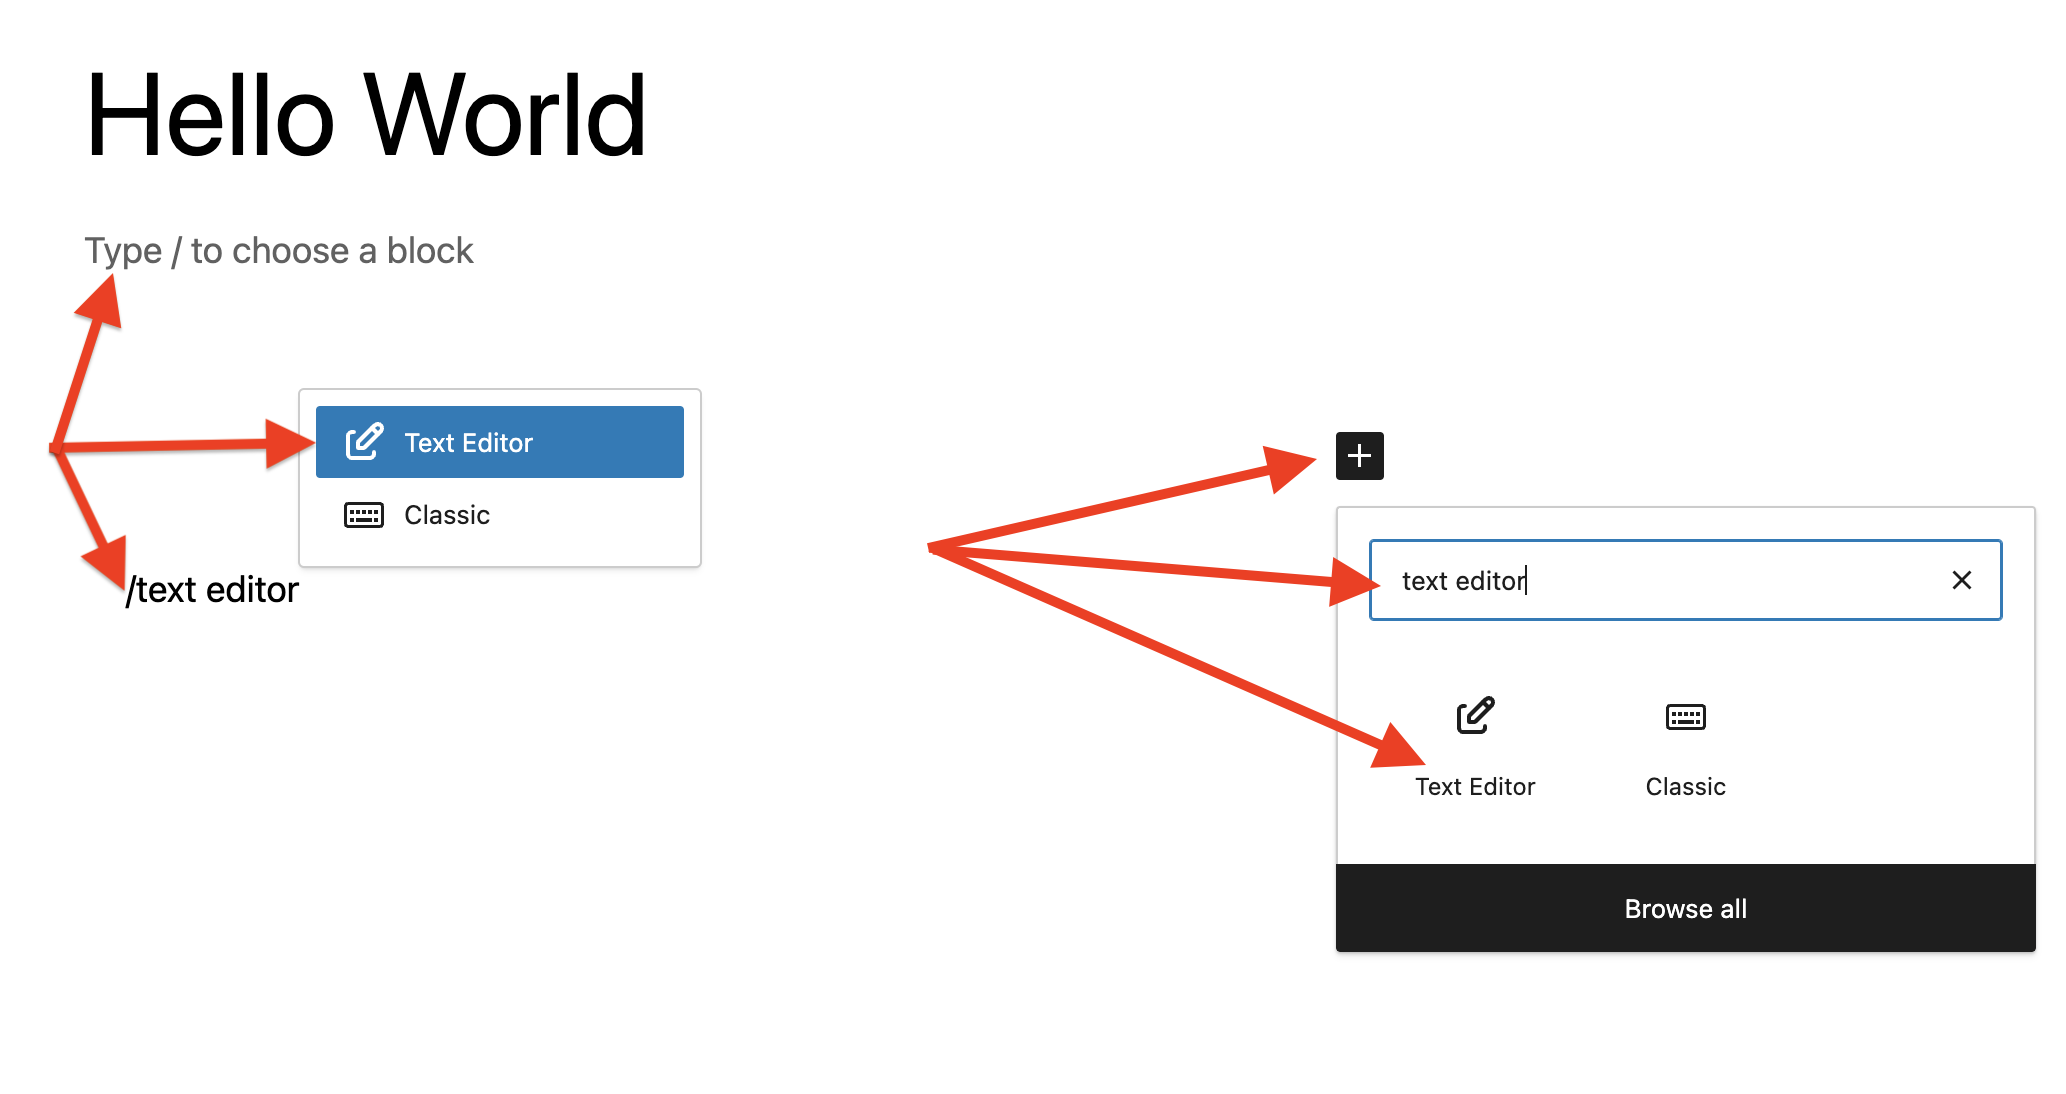 Hello World
Type / to choose a block
Text Editor
Classic
/text editor
text editor
Text Editor
Classic
Browse all